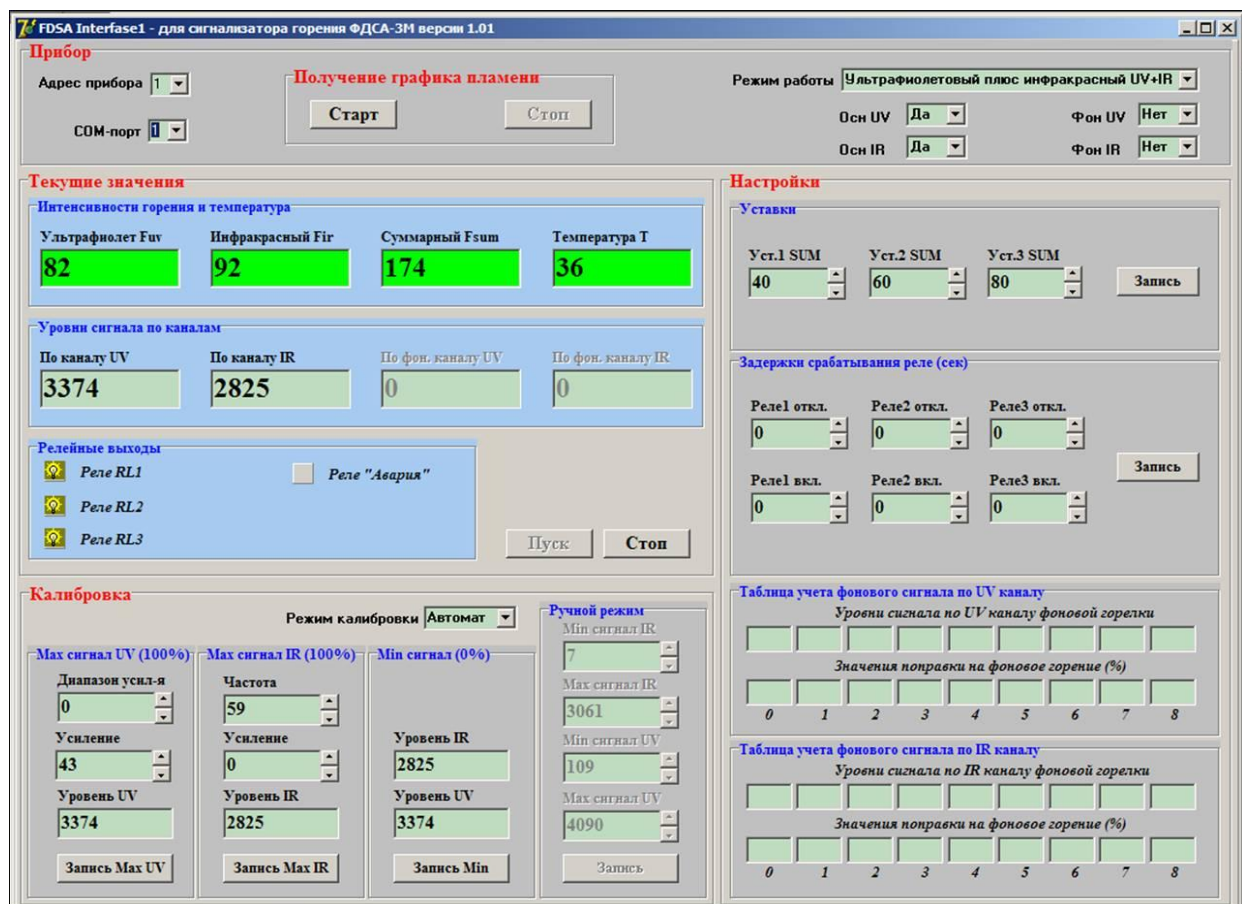 FDSA Interfase1 - для сигнализатора горения ФДСА-3М версии 1.01
Прибор
Адрес прибора 1
COM-порт 1
Получение графика пламени
Старт Стоп
Режим работы Ультрафиолетовый плюс инфракрасный UV+IR
Осн UV Да Фон UV Нет
Осн IR Да Фон IR Нет
Текущие значения
Интенсивности горения и температура
Ультрафиолет Fuv Инфракрасный Fir Суммарный Fsum Температура T
82 92 174 36
Уровни сигнала по каналам
По каналу UV По каналу IR По фон. каналу UV По фон. каналу IR
3374 2825 0 0
Релейные выходы
Реле RL1 Реле "Авария"
Реле RL2
Реле RL3
Пуск Стоп
Настройки
Уставки
Уст.1 SUM Уст.2 SUM Уст.3 SUM
40 60 80 Запись
Задержки срабатывания реле (сек)
Реле1 откл. Реле2 откл. Реле3 откл.
0 0 0
Запись
Реле1 вкл. Реле2 вкл. Реле3 вкл.
0 0 0
Калибровка
Режим калибровки Автомат
Max сигнал UV (100%)
Диапазон усил-я
0
Усиление
43
Уровень UV
3374
Запись Max UV
Max сигнал IR (100%)
Частота
59
Усиление
0
Уровень IR
2825
Запись Max IR
Min сигнал (0%)
Уровень IR
2825
Уровень UV
3374
Запись Min
Ручной режим
Min сигнал IR
7
Max сигнал IR
3061
Min сигнал UV
109
Max сигнал UV
4090
Запись
Таблица учета фонового сигнала по UV каналу
Уровни сигнала по UV каналу фоновой горелки
Значения поправки на фоновое горение (%)
0 1 2 3 4 5 6 7 8
Таблица учета фонового сигнала по IR каналу
Уровни сигнала по IR каналу фоновой горелки
Значения поправки на фоновое горение (%)
0 1 2 3 4 5 6 7 8